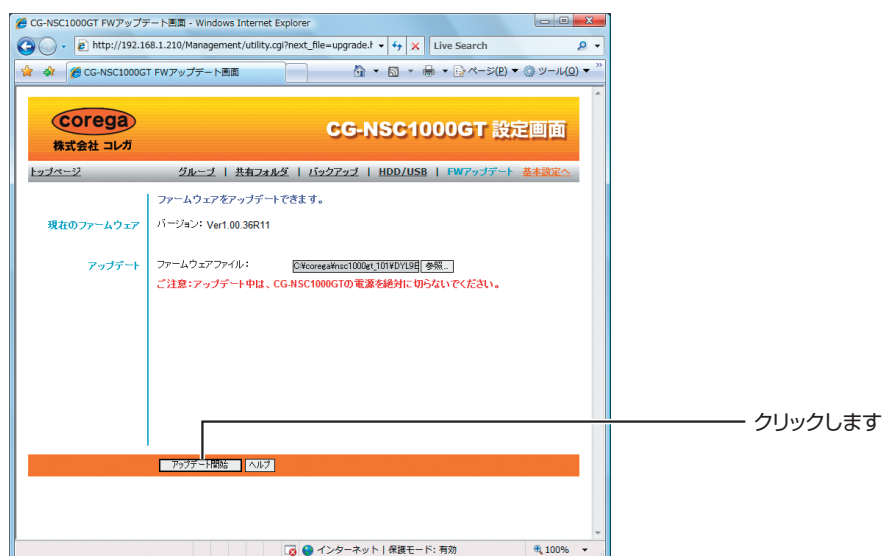 CG-NSC1000GT FWアップデート画面 - Windows Internet Explorer
http://192.168.1.210/Management/utility.cgi?next_file=upgrade.h
Live Search
CG-NSC1000GT FWアップデート画面
ページ(P) ツール(O)
corega
株式会社 コレガ
CG-NSC1000GT 設定画面
トップページ
グループ | 共有フォルダ | バックアップ | HDD/USB | FWアップデート 基本設定へ
ファームウェアをアップデートできます。
現在のファームウェア バージョン: Ver1.00.36R11
アップデート ファームウェアファイル: C:¥corega¥nsc1000gt_101¥DYL9E 参照...
ご注意:アップデート中は、CG-NSC1000GTの電源を絶対に切らないでください。
クリックします
アップデート開始 ヘルプ
インターネット | 保護モード: 有効 100%